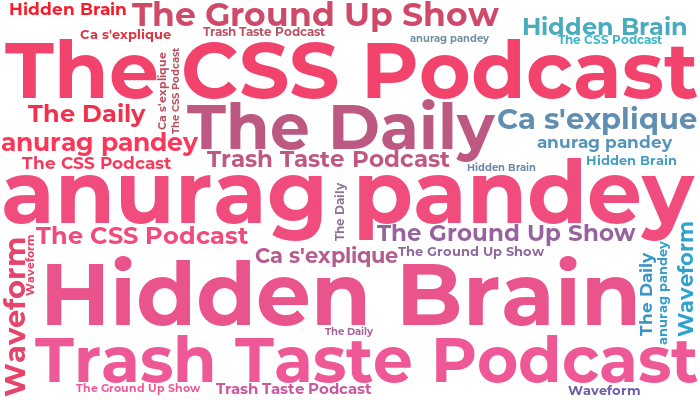 Hidden Brain
The Ground Up Show
Hidden Brain
Ca s'explique
Trash Taste Podcast
anurag pandey
The CSS Podcast
The CSS Podcast
Ca s'explique
The CSS Podcast
The Daily
The Daily
Ca s'explique
anurag pandey
anurag pandey
The CSS Podcast
Trash Taste Podcast
Hidden Brain
Hidden Brain
anurag pandey
The Daily
The CSS Podcast
The Ground Up Show
Waveform
Waveform
Ca s'explique
The Ground Up Show
The Daily
anurag pandey
Waveform
Hidden Brain
The Daily
Trash Taste Podcast
The Ground Up Show
Trash Taste Podcast
Waveform